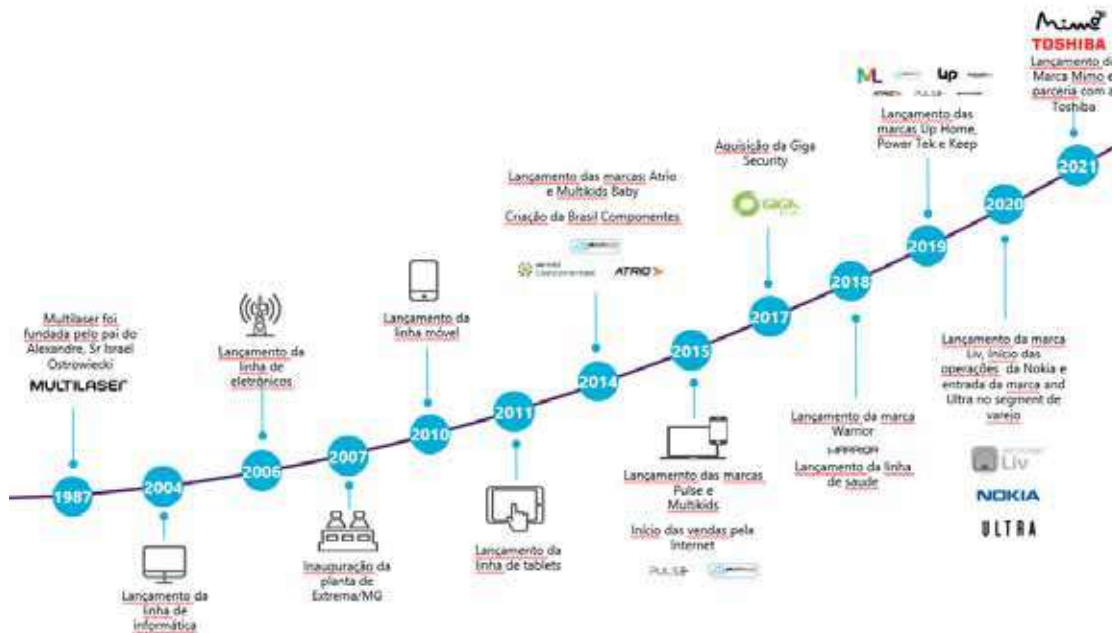 Multilaser foi
fundada pelo pai do
Alexandre, Sr Israel
Ostrowiecki
MULTILASER
1987
2004
Lançamento da
linha de
informática
Lançamento da
linha de
eletrônicos
2006
2007
Inauguração da
planta de
Extrema/MG
Lançamento da
linha móvel
2010
2011
Lançamento da
linha de tablets
Lançamento das marcas: Atrio
e Multikids Baby
Criação da Brasil Componentes
ATRIO
2014
2015
Lançamento das marcas
Pulse e
Multikids
Início das vendas pela
Internet
PULSE
Aquisição da Giga
Security
GIGA
2017
2018
Lançamento da marca
Warrior
WARRIOR
Lançamento da linha
de saude
ML
Up
ATRIO
PULSE
Lançamento das
marcas Up Home,
Power Tek e Keep
2019
2020
Lançamento da marca
Liv, Início das
operações da Nokia e
entrada da marca and
Ultra no segment de
varejo
Liv
NOKIA
ULTRA
Mimo
TOSHIBA
Lançamento d
Marca Mimo e
parceria com a
Toshiba
2021